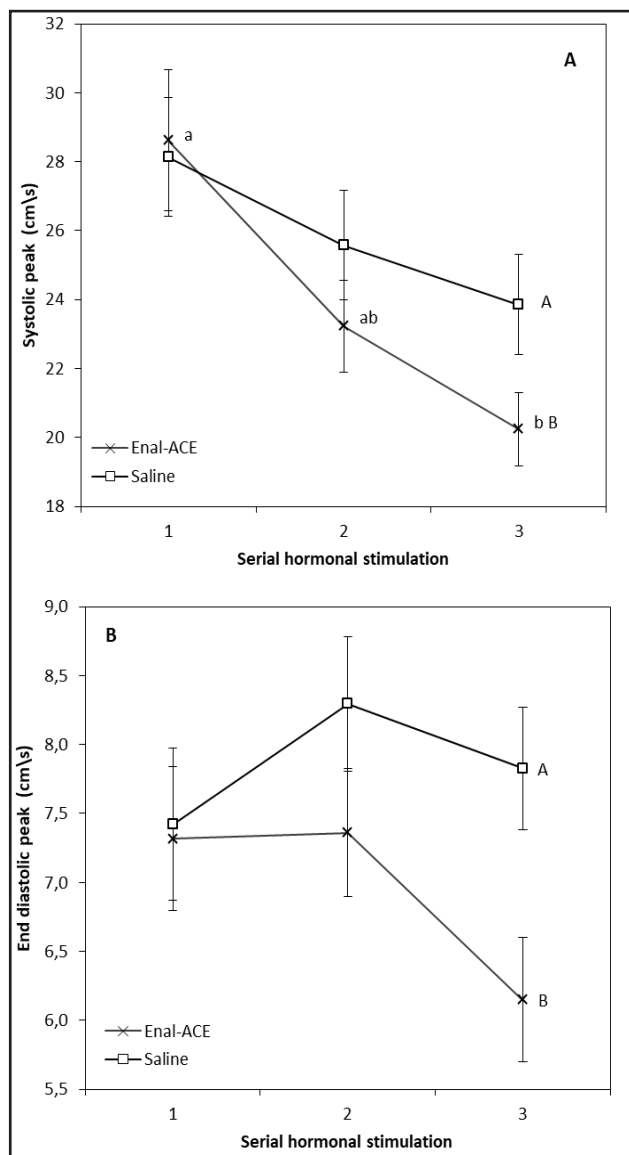 32
30
28
26
24
22
20
18
Systolic peak (cm\s)
A
a
ab
A
b B
Enal-ACE
Saline
1 2 3
Serial hormonal stimulation
9,0
8,5
8,0
7,5
7,0
6,5
6,0
5,5
End diastolic peak (cm\s)
B
A
B
Enal-ACE
Saline
1 2 3
Serial hormonal stimulation